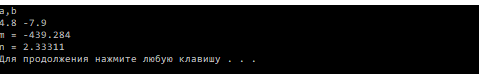 a,b
4.8 -7.9
m = -439.284
n = 2.33311
Для продолжения нажмите любую клавишу . . .